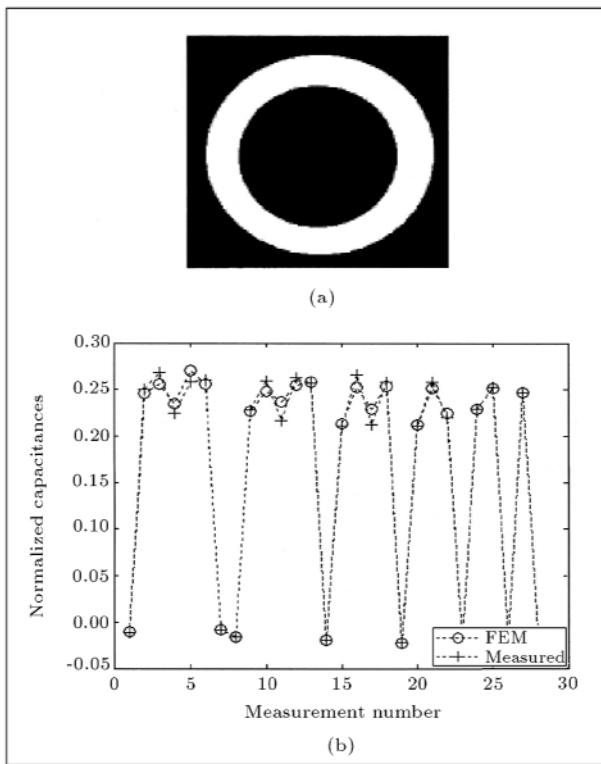 (a)
Normalized capacitances
0.30
0.25
0.20
0.15
0.10
0.05
0.00
-0.05
FEM
Measured
0 5 10 15 20 25 30
Measurement number
(b)